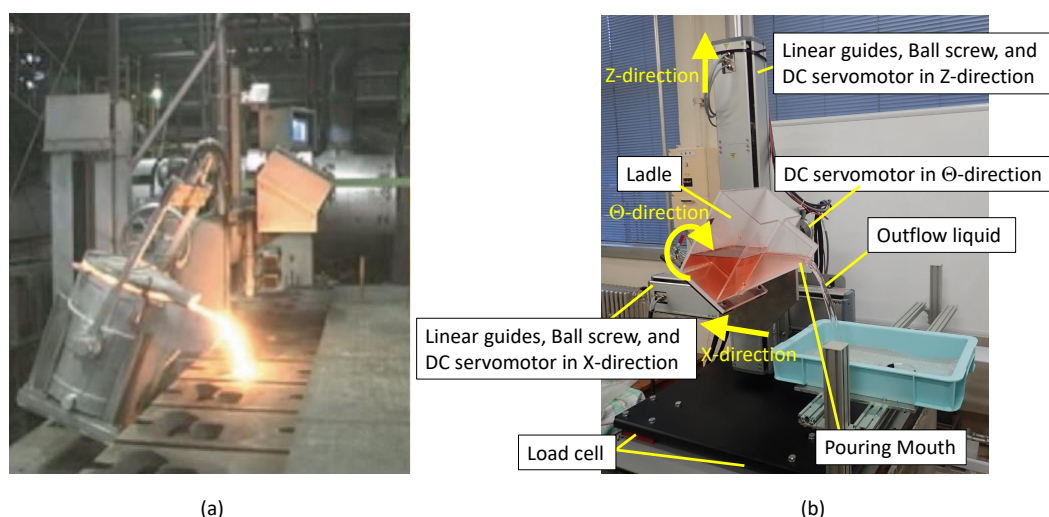 Linear guides, Ball screw, and
DC servomotor in Z-direction
Z-direction
Ladle
DC servomotor in Θ-direction
Θ-direction
Outflow liquid
Linear guides, Ball screw, and
DC servomotor in X-direction
X-direction
Pouring Mouth
Load cell
(a)
(b)